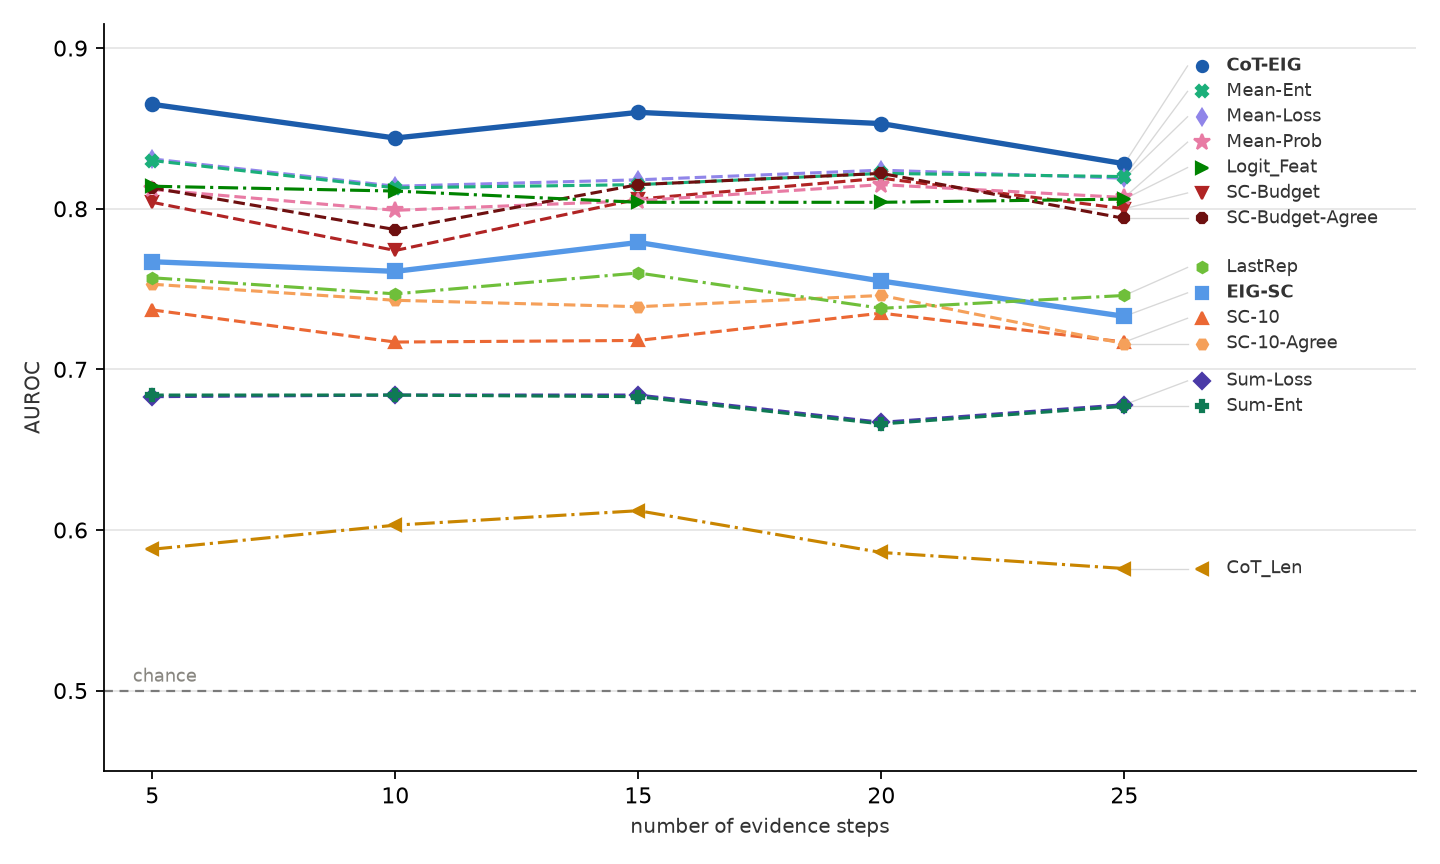 0.9
0.8
0.7
0.6
0.5
AUROC
chance
CoT-EIG
Mean-Ent
Mean-Loss
Mean-Prob
Logit_Feat
SC-Budget
SC-Budget-Agree
LastRep
EIG-SC
SC-10
SC-10-Agree
Sum-Loss
Sum-Ent
CoT_Len
5 10 15 20 25
number of evidence steps